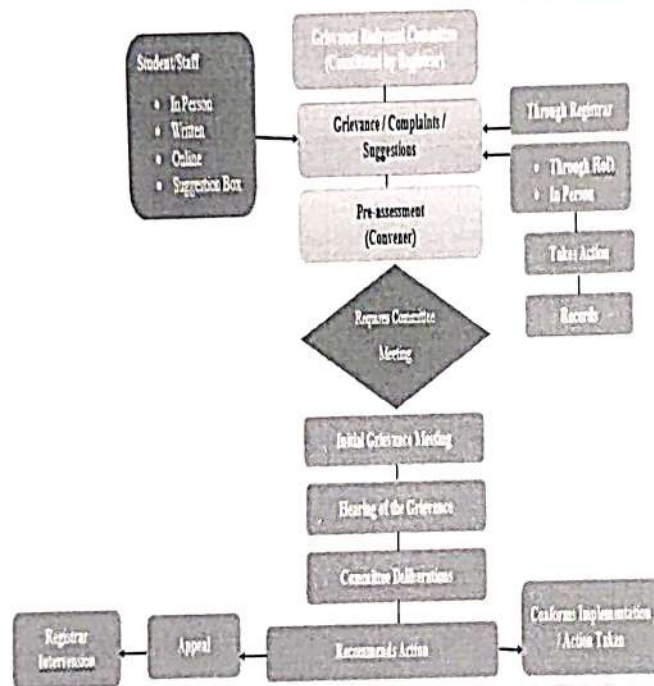 Grievance Redressal Committee
(Constituted by Registrar)
Student/Staff
• In Person
• Written
• Online
• Suggestion Box
Grievance / Complaints /
Suggestions
Through Registrar
• Through HoD
• In Person
Pre-assessment
(Convener)
Takes Action
Records
Requires Committee
Meeting
Initial Grievance Meeting
Hearing of the Grievance
Committee Deliberations
Registrar
Intervention
Appeal
Recommends Action
Conforms Implementation
/ Action Taken